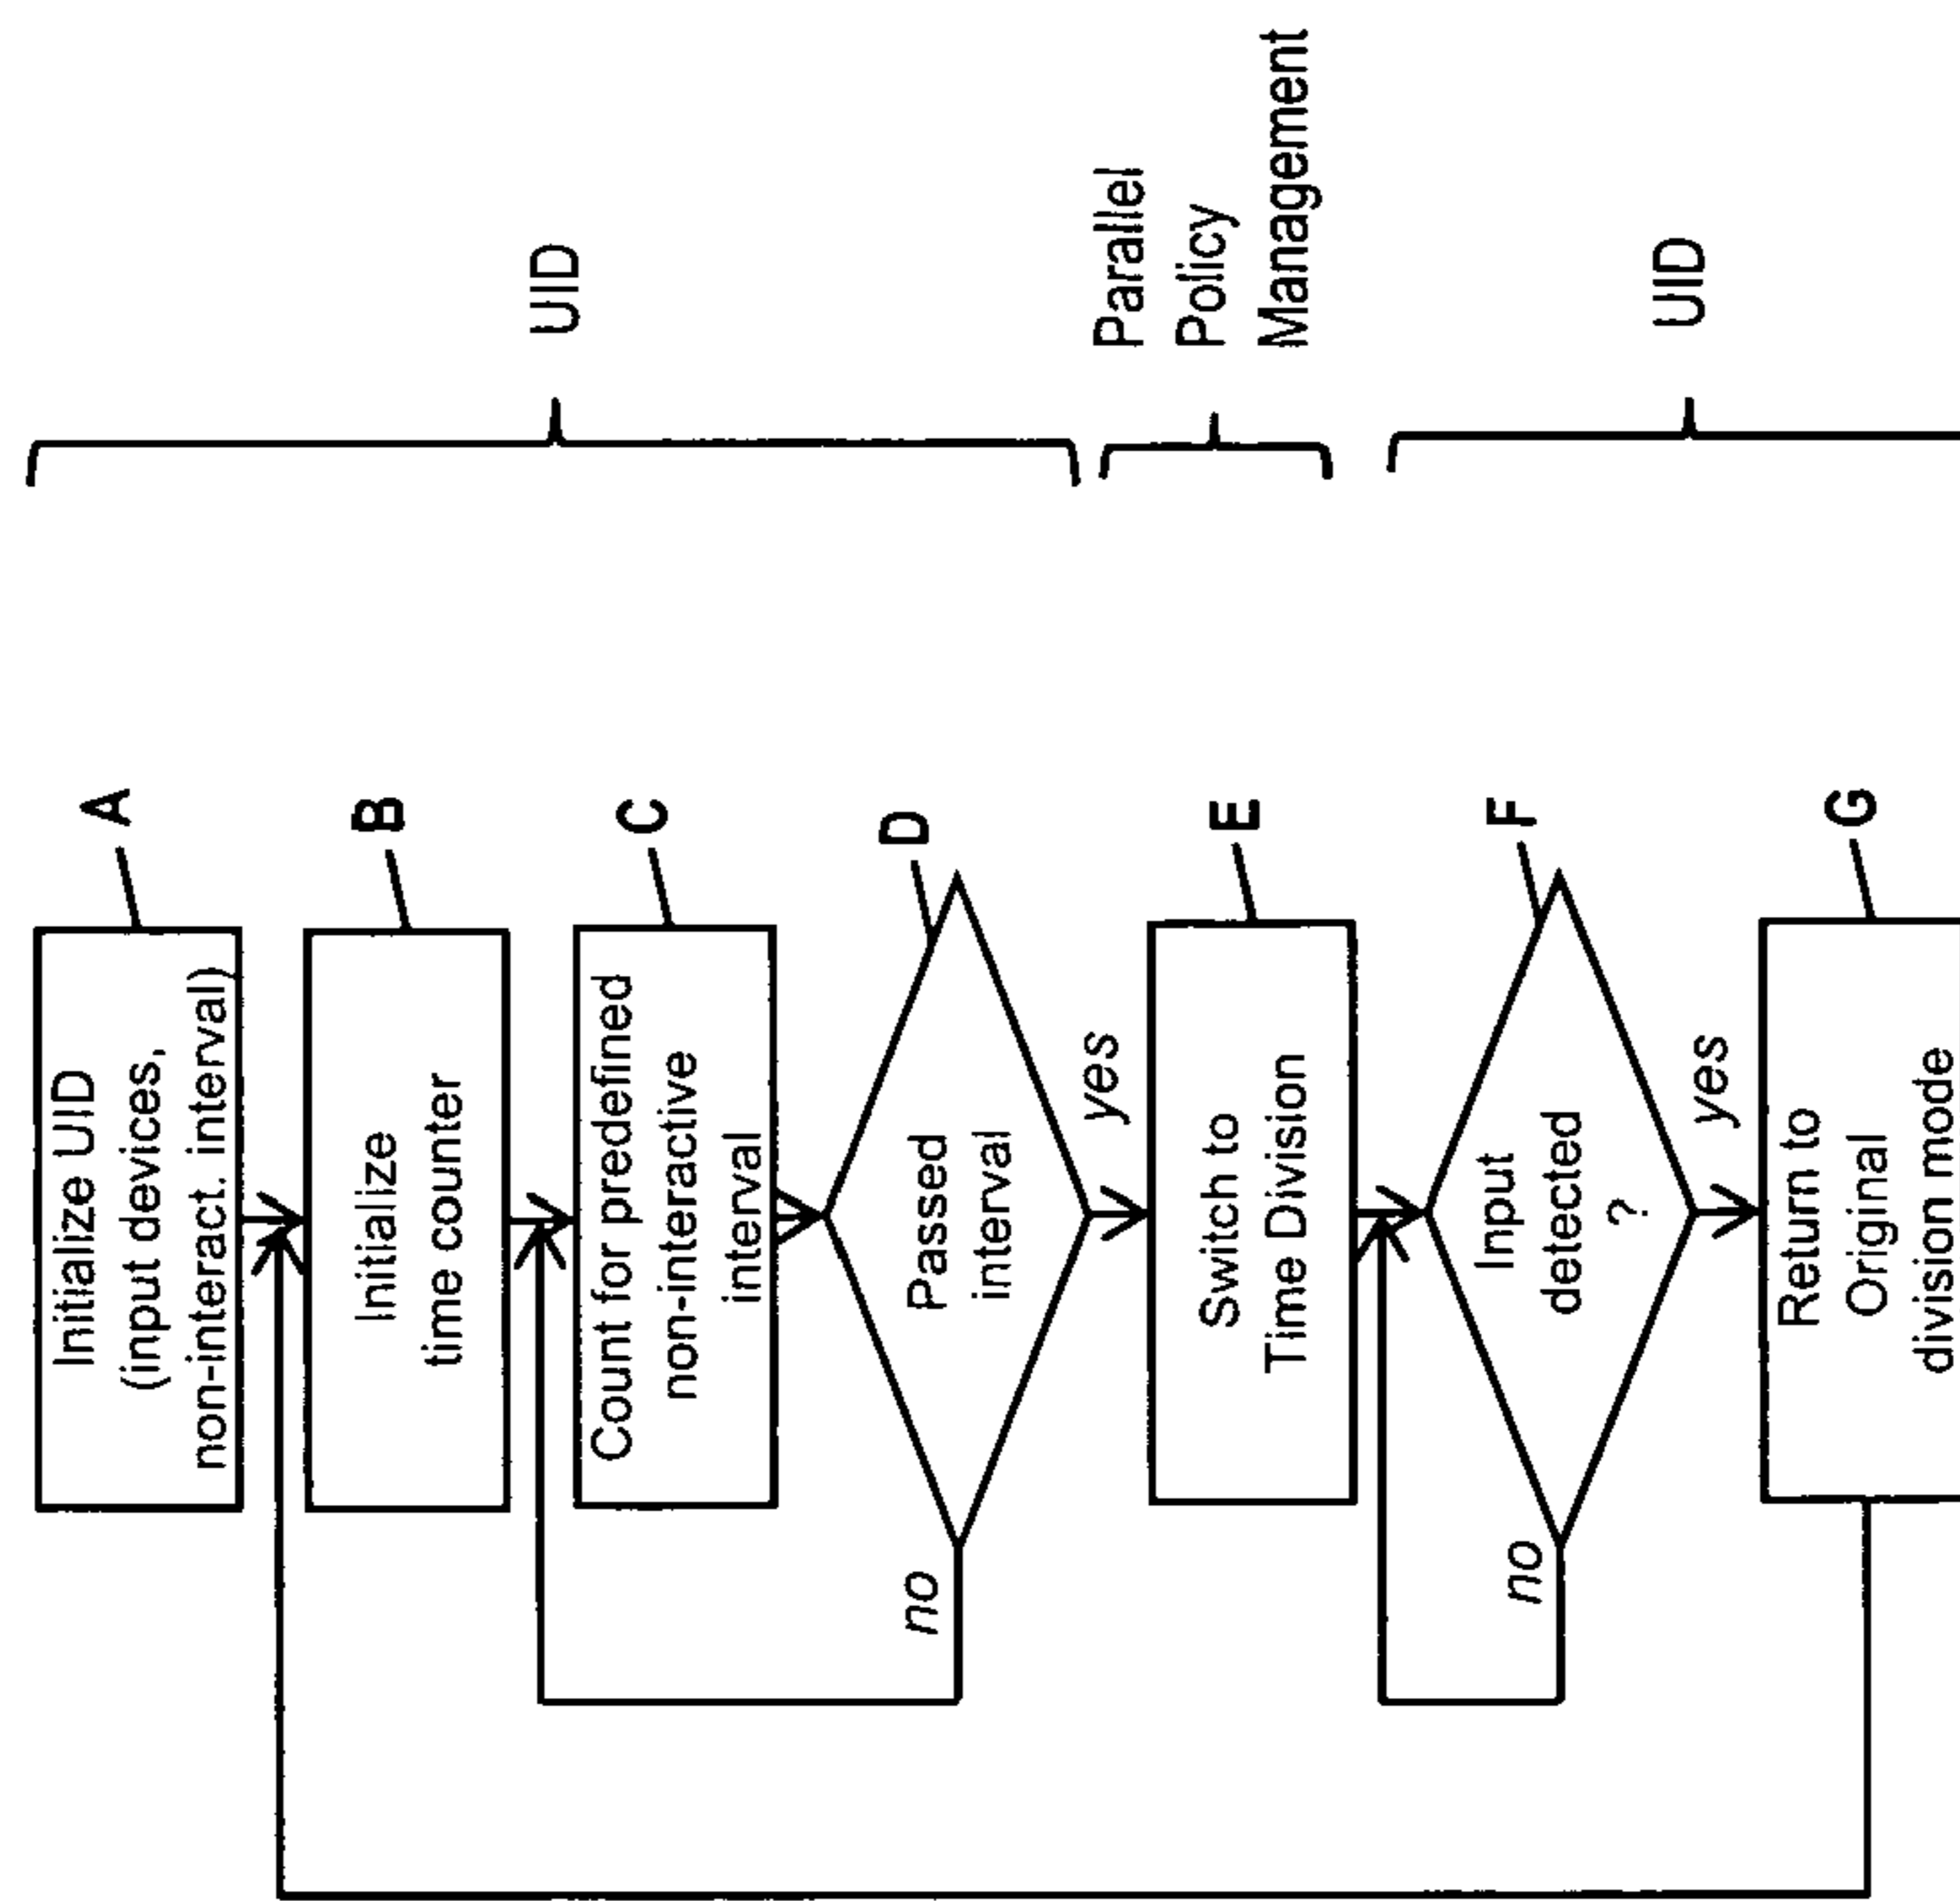 Initialize UID
(input devices,
non-interact. interval)
A
Initialize
time counter
B
Count for predefined
non-interactive
interval
C
Passed
interval
D
no
yes
UID
Switch to
Time Division
E
Parallel
Policy
Management
Input
detected
?
F
no
yes
Return to
Original
division mode
G
UID